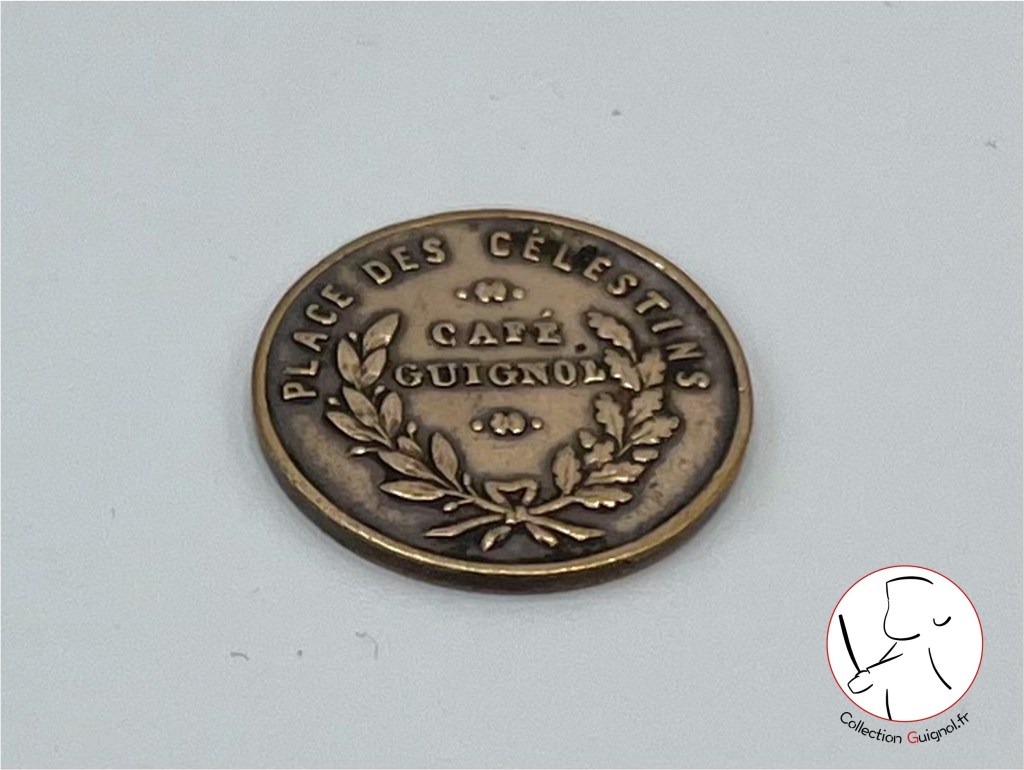 PLACE DES CÉLESTINS
CAFÉ
GUIGNOL
Collection Guignol.fr